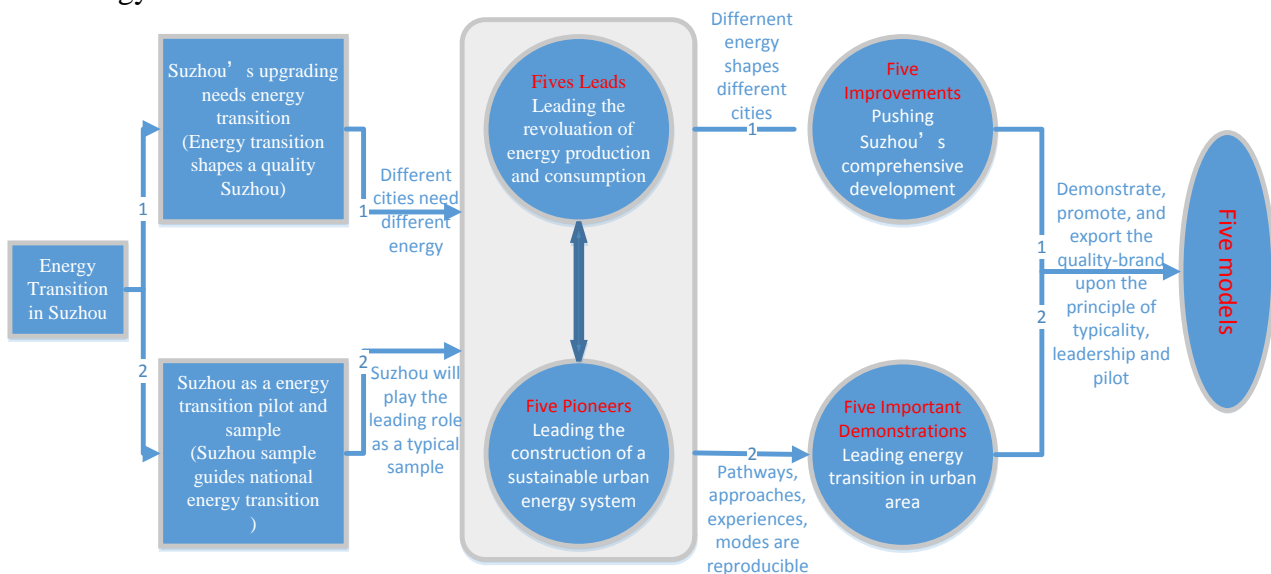 Energy
Transition
in Suzhou
1
2
Suzhou’s upgrading
needs energy
transition
(Energy transition
shapes a quality
Suzhou)
Suzhou as a energy
transition pilot and
sample
(Suzhou sample
guides national
energy transition
)
1
Different
cities need
different
energy
2
Suzhou will
play the
leading role
as a typical
sample
Fives Leads
Leading the
revoluation of
energy production
and consumption
Five Pioneers
Leading the
construction of a
sustainable urban
energy system
Differnent
energy
shapes
different
cities
1
2
Pathways,
approaches,
experiences,
modes are
reproducible
Five
Improvements
Pushing
Suzhou’s
comprehensive
development
Five Important
Demonstrations
Leading energy
transition in urban
area
1
2
Demonstrate,
promote, and
export the
quality-brand
upon the
principle of
typicality,
leadership and
pilot
Five models